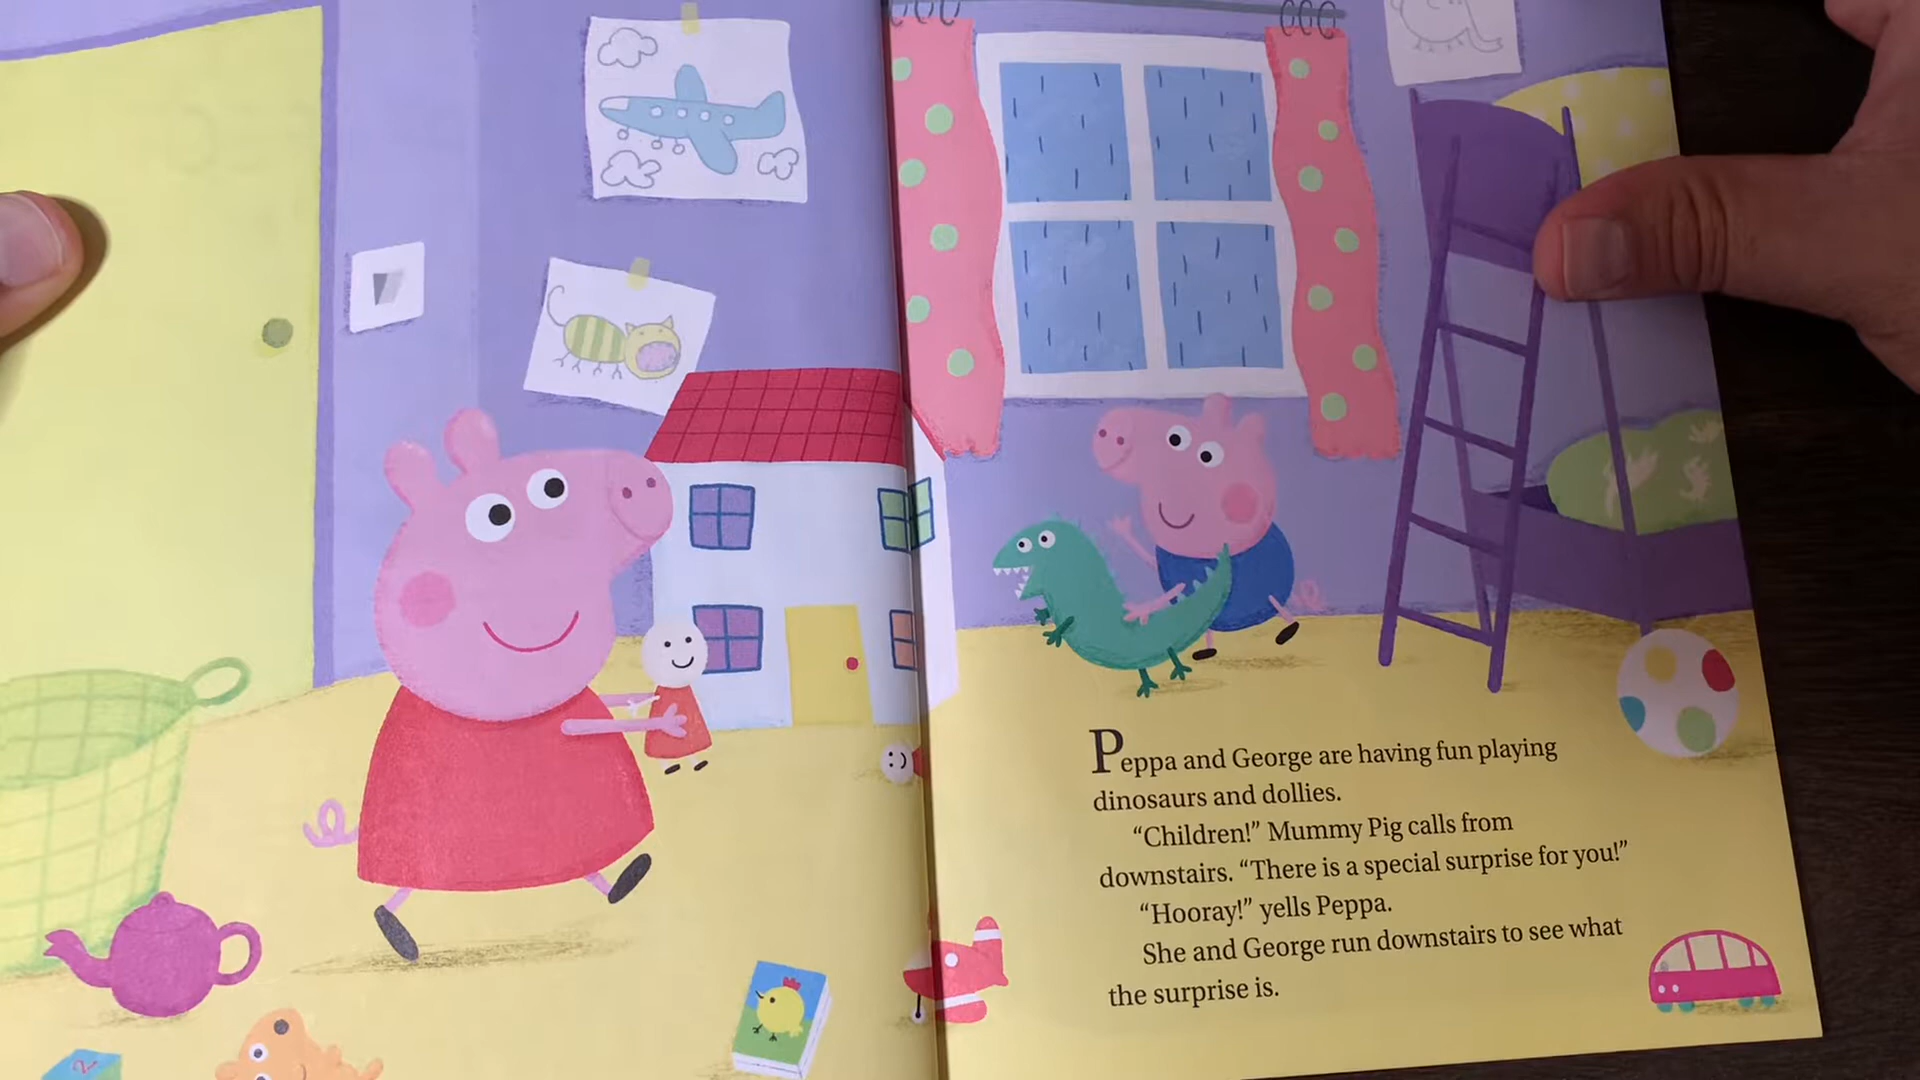 Peppa and George are having fun playing
dinosaurs and dollies.
“Children!” Mummy Pig calls from
downstairs. “There is a special surprise for you!”
“Hooray!” yells Peppa.
She and George run downstairs to see what
the surprise is.
2